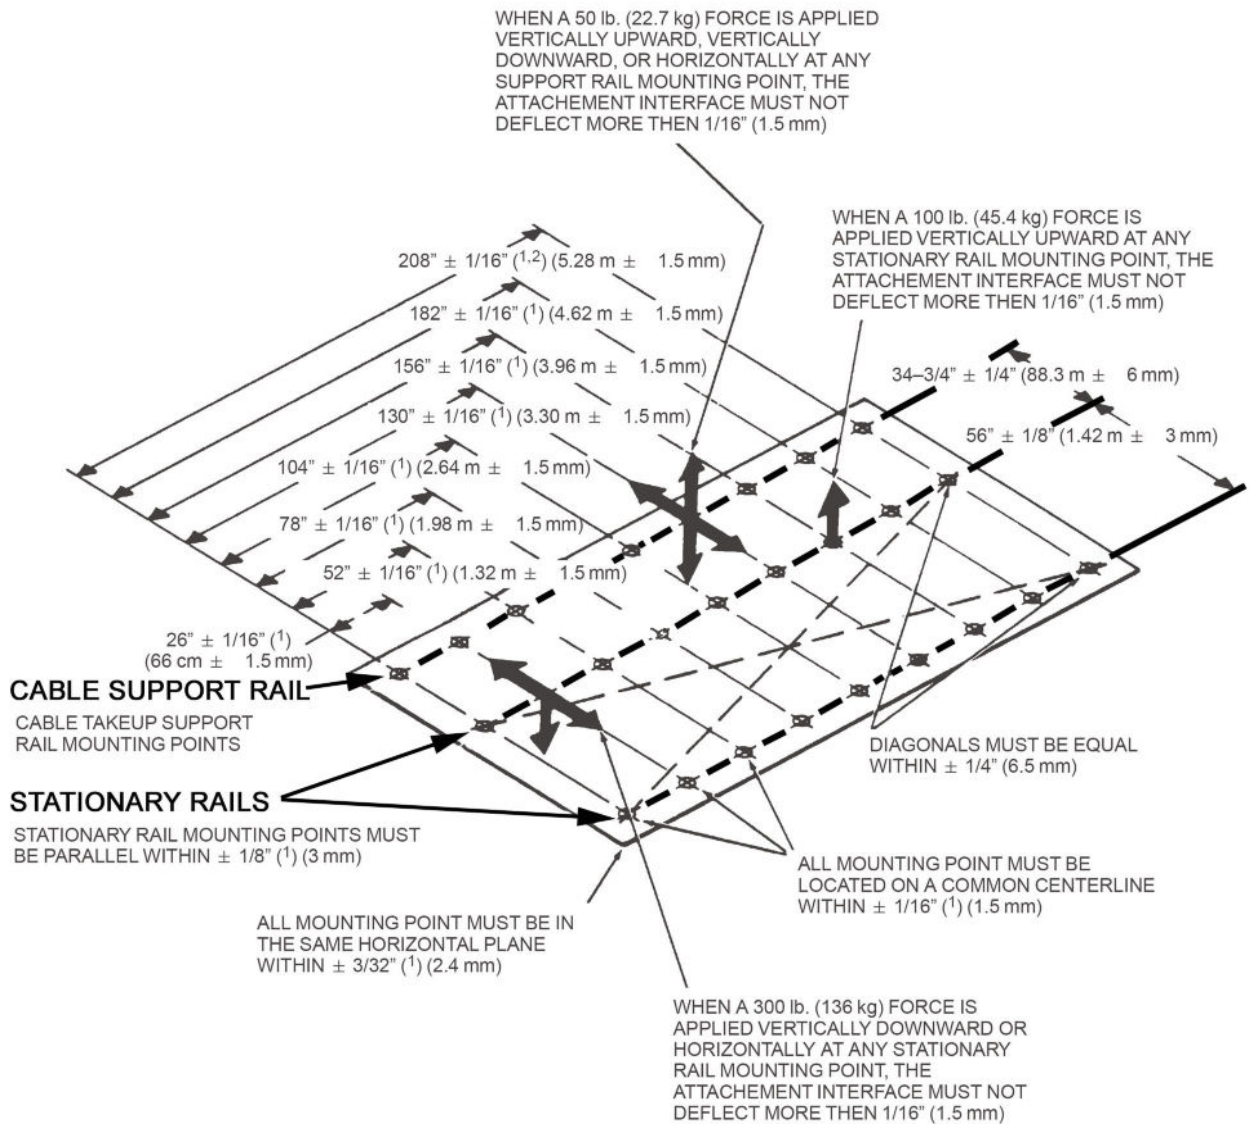 WHEN A 50 lb. (22.7 kg) FORCE IS APPLIED
VERTICALLY UPWARD, VERTICALLY
DOWNWARD, OR HORIZONTALLY AT ANY
SUPPORT RAIL MOUNTING POINT, THE
ATTACHEMENT INTERFACE MUST NOT
DEFLECT MORE THEN 1/16” (1.5 mm)
WHEN A 100 lb. (45.4 kg) FORCE IS
APPLIED VERTICALLY UPWARD AT ANY
STATIONARY RAIL MOUNTING POINT, THE
ATTACHEMENT INTERFACE MUST NOT
DEFLECT MORE THEN 1/16” (1.5 mm)
208” ± 1/16” (1,2) (5.28 m ± 1.5 mm)
182” ± 1/16” (1) (4.62 m ± 1.5 mm)
156” ± 1/16” (1) (3.96 m ± 1.5 mm)
130” ± 1/16” (1) (3.30 m ± 1.5 mm)
104” ± 1/16” (1) (2.64 m ± 1.5 mm)
78” ± 1/16” (1) (1.98 m ± 1.5 mm)
52” ± 1/16” (1) (1.32 m ± 1.5 mm)
26” ± 1/16” (1)
(66 cm ± 1.5 mm)
34–3/4” ± 1/4” (88.3 m ± 6 mm)
56” ± 1/8” (1.42 m ± 3 mm)
CABLE SUPPORT RAIL
CABLE TAKEUP SUPPORT
RAIL MOUNTING POINTS
STATIONARY RAILS
STATIONARY RAIL MOUNTING POINTS MUST
BE PARALLEL WITHIN ± 1/8” (1) (3 mm)
DIAGONALS MUST BE EQUAL
WITHIN ± 1/4” (6.5 mm)
ALL MOUNTING POINT MUST BE
LOCATED ON A COMMON CENTERLINE
WITHIN ± 1/16” (1) (1.5 mm)
ALL MOUNTING POINT MUST BE IN
THE SAME HORIZONTAL PLANE
WITHIN ± 3/32” (1) (2.4 mm)
WHEN A 300 lb. (136 kg) FORCE IS
APPLIED VERTICALLY DOWNWARD OR
HORIZONTALLY AT ANY STATIONARY
RAIL MOUNTING POINT, THE
ATTACHEMENT INTERFACE MUST NOT
DEFLECT MORE THEN 1/16” (1.5 mm)